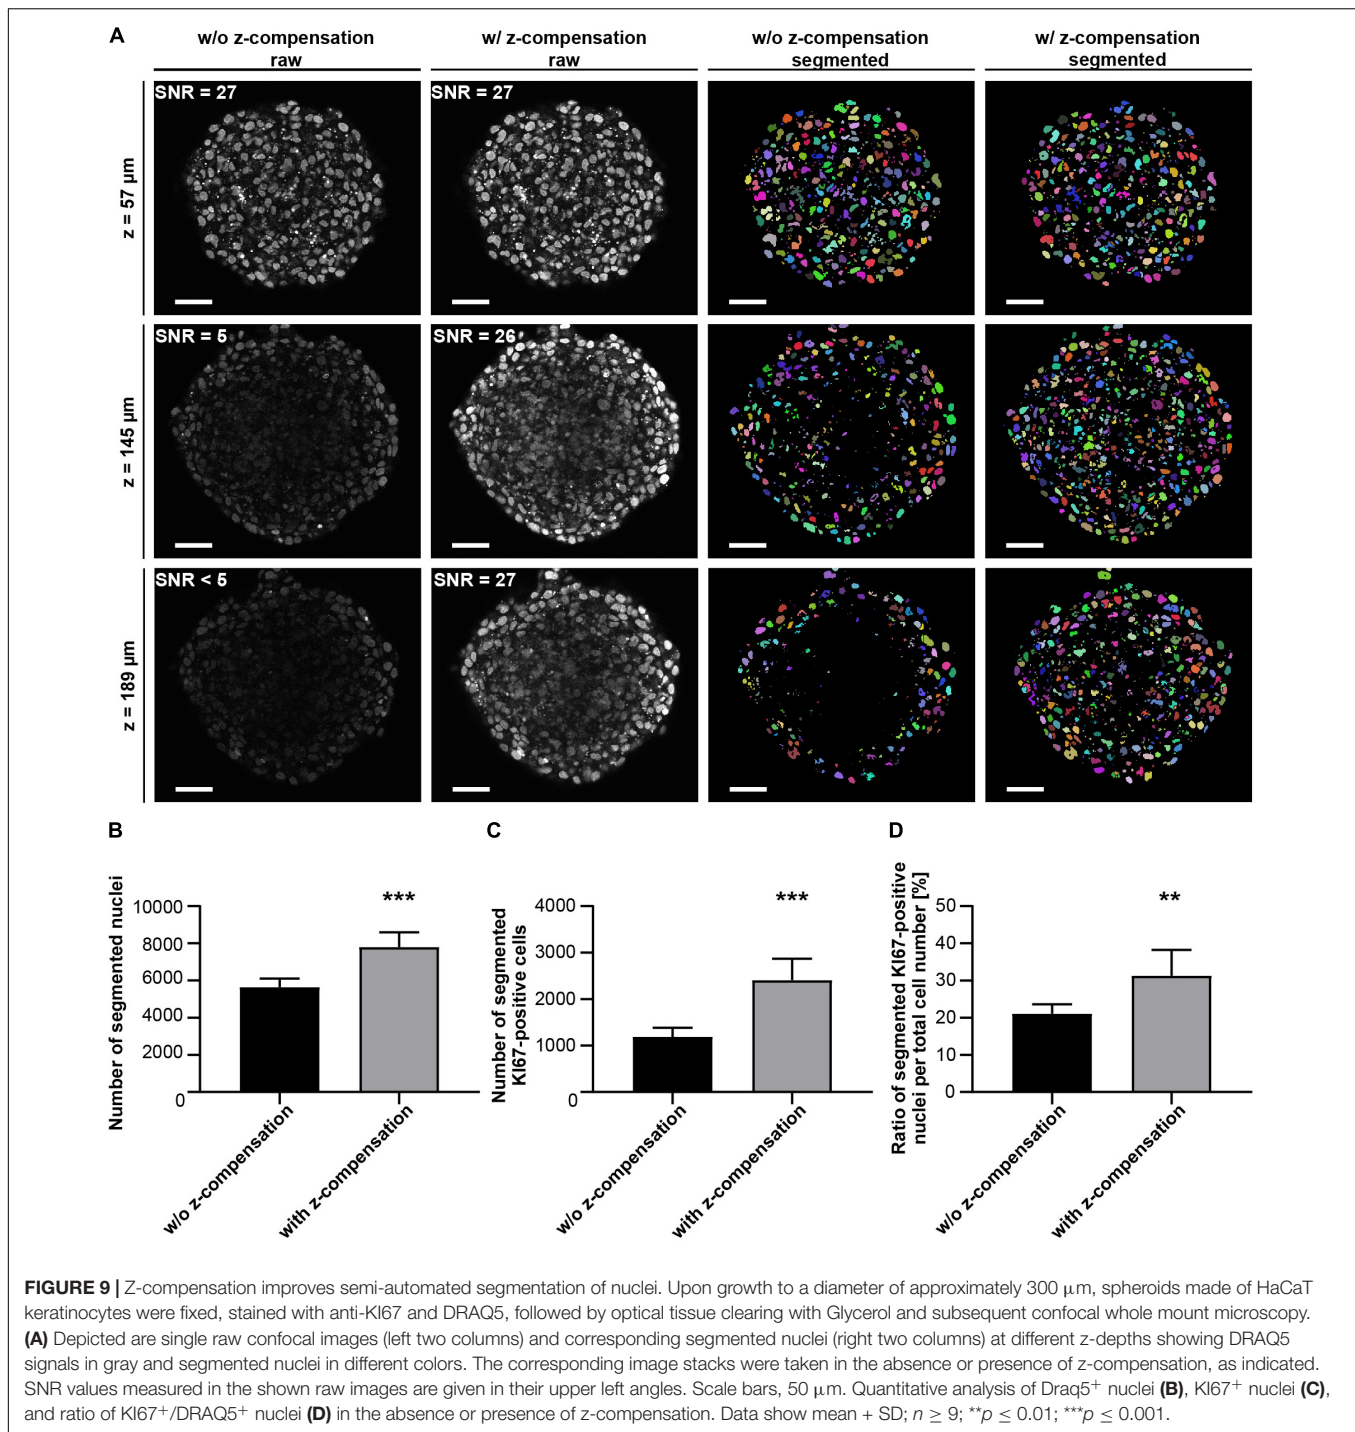 A
w/o z-compensation
raw
w/ z-compensation
raw
w/o z-compensation
segmented
w/ z-compensation
segmented
z = 57 µm
SNR = 27
SNR = 27
z = 145 µm
SNR = 5
SNR = 26
z = 189 µm
SNR < 5
SNR = 27
B
Number of segmented nuclei
10000
8000
6000
4000
2000
0
***
w/o z-compensation
with z-compensation
C
Number of segmented
KI67-positive cells
4000
3000
2000
1000
0
***
w/o z-compensation
with z-compensation
D
Ratio of segmented KI67-positive
nuclei per total cell number [%]
50
40
30
20
10
0
**
w/o z-compensation
with z-compensation
FIGURE 9 | Z-compensation improves semi-automated segmentation of nuclei. Upon growth to a diameter of approximately 300 µm, spheroids made of HaCaT
keratinocytes were fixed, stained with anti-KI67 and DRAQ5, followed by optical tissue clearing with Glycerol and subsequent confocal whole mount microscopy.
(A) Depicted are single raw confocal images (left two columns) and corresponding segmented nuclei (right two columns) at different z-depths showing DRAQ5
signals in gray and segmented nuclei in different colors. The corresponding image stacks were taken in the absence or presence of z-compensation, as indicated.
SNR values measured in the shown raw images are given in their upper left angles. Scale bars, 50 µm. Quantitative analysis of Draq5⁺ nuclei (B), KI67⁺ nuclei (C),
and ratio of KI67⁺/DRAQ5⁺ nuclei (D) in the absence or presence of z-compensation. Data show mean + SD; n ≥ 9; **p ≤ 0.01; ***p ≤ 0.001.